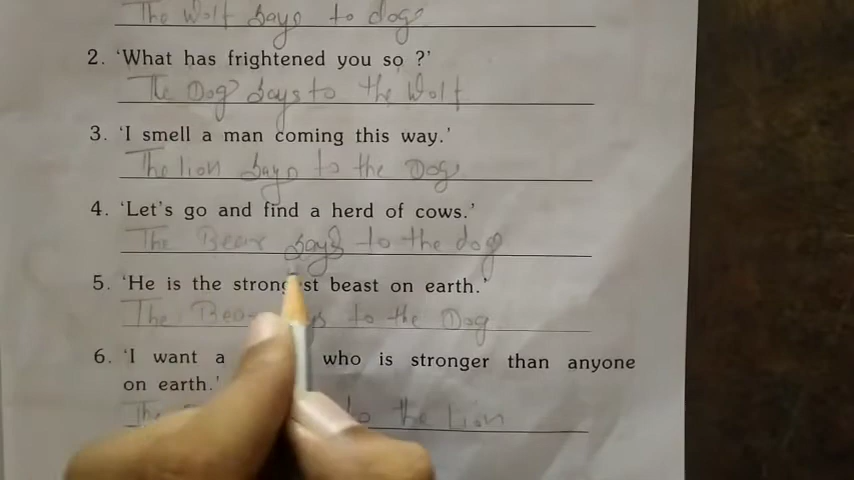 The Wolf says to dog
2. 'What has frightened you so ?'
The Dog says to the Wolf
3. 'I smell a man coming this way.'
The lion says to the Dog
4. 'Let's go and find a herd of cows.'
The Bear says to the dog
5. 'He is the strongest beast on earth.'
The to the Dog
6. 'I want a who is stronger than anyone
on earth.'
The to the Lion